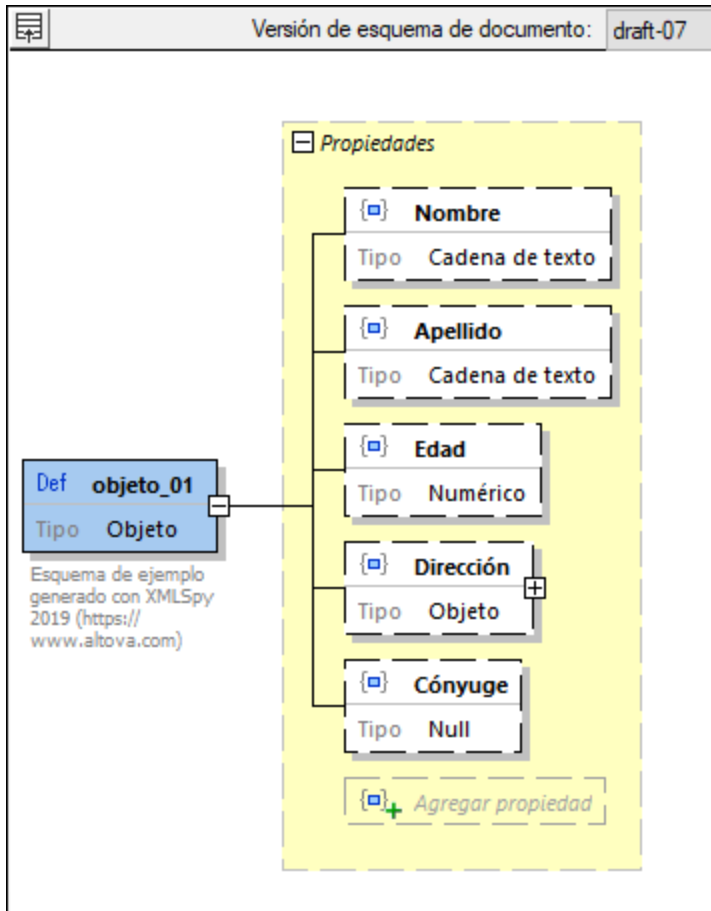 Versión de esquema de documento: draft-07
Propiedades
Nombre
Tipo Cadena de texto
Apellido
Tipo Cadena de texto
Edad
Tipo Numérico
Def objeto_01
Tipo Objeto
Esquema de ejemplo
generado con XMLSpy
2019 (https://
www.altova.com)
Dirección
Tipo Objeto
Cónyuge
Tipo Null
Agregar propiedad